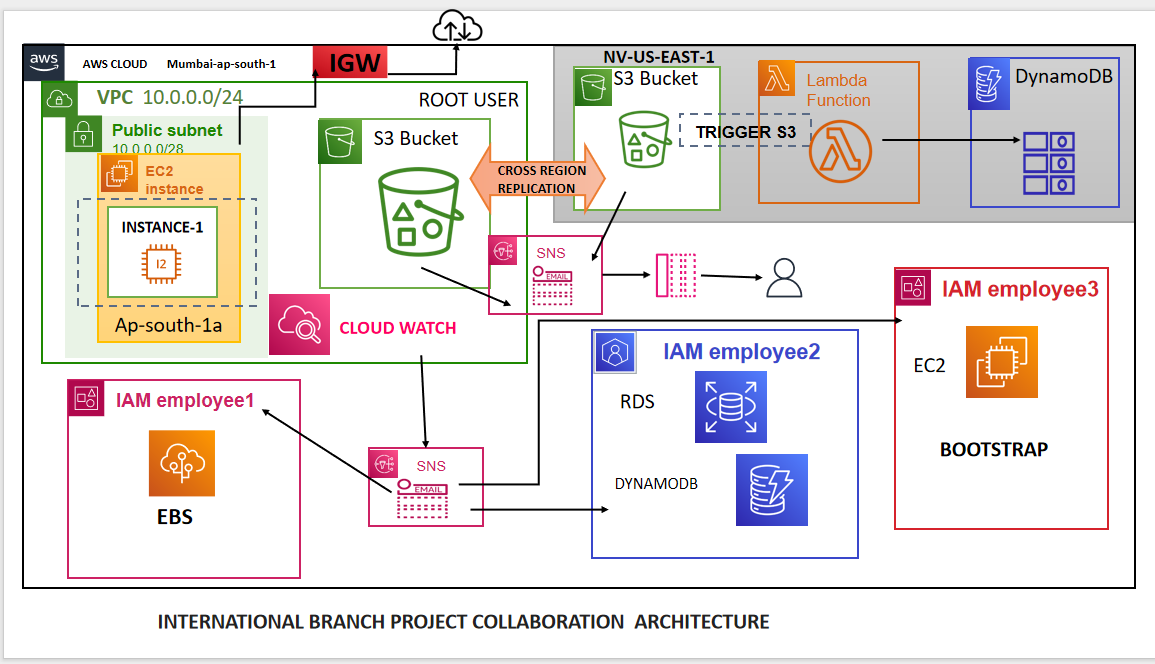 aws
AWS CLOUD
Mumbai-ap-south-1
IGW
NV-US-EAST-1
VPC 10.0.0.0/24
ROOT USER
Public subnet
10.0.0.0/28
EC2
instance
INSTANCE-1
I2
Ap-south-1a
S3 Bucket
CROSS REGION
REPLICATION
S3 Bucket
TRIGGER S3
Lambda
Function
DynamoDB
0
0
0
SNS
EMAIL
CLOUD WATCH
IAM employee1
EBS
SNS
EMAIL
IAM employee2
RDS
DYNAMODB
IAM employee3
EC2
BOOTSTRAP
INTERNATIONAL BRANCH PROJECT COLLABORATION ARCHITECTURE